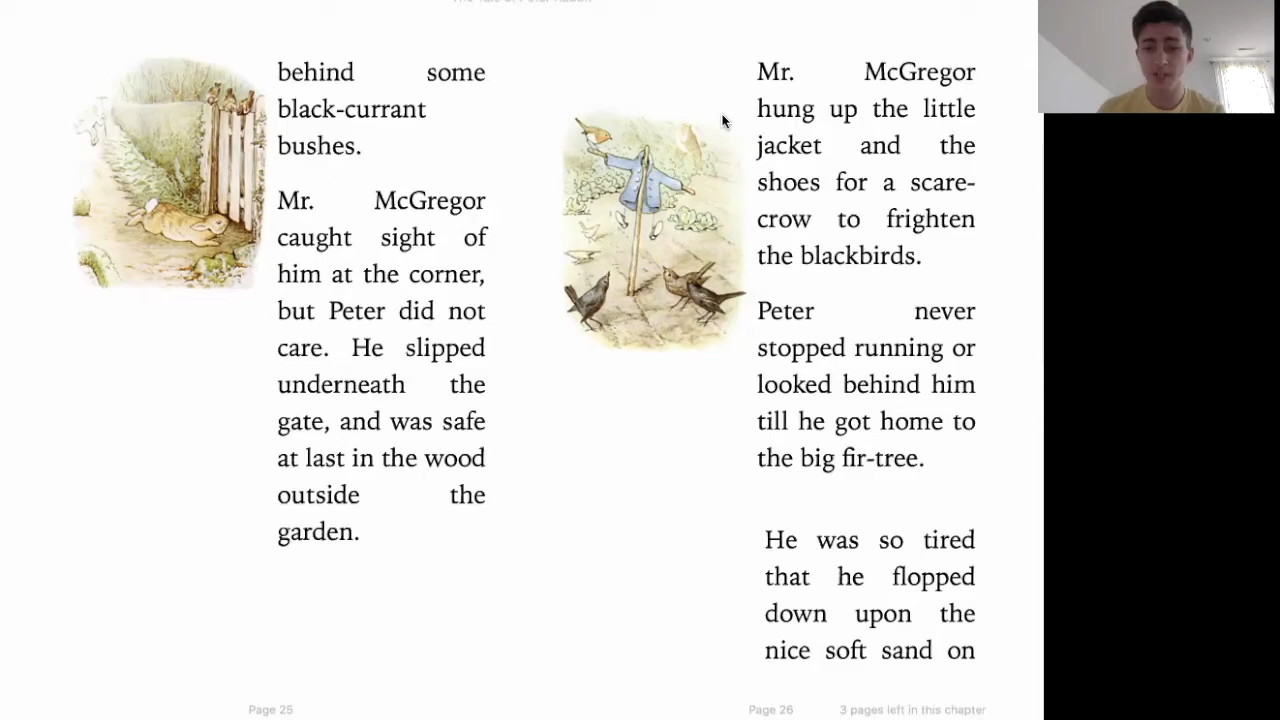 behind some
black-currant
bushes.
Mr. McGregor
caught sight of
him at the corner,
but Peter did not
care. He slipped
underneath the
gate, and was safe
at last in the wood
outside the
garden.
Page 25
Mr. McGregor
hung up the little
jacket and the
shoes for a scare-
crow to frighten
the blackbirds.
Peter never
stopped running or
looked behind him
till he got home to
the big fir-tree.
He was so tired
that he flopped
down upon the
nice soft sand on
Page 26
3 pages left in this chapter